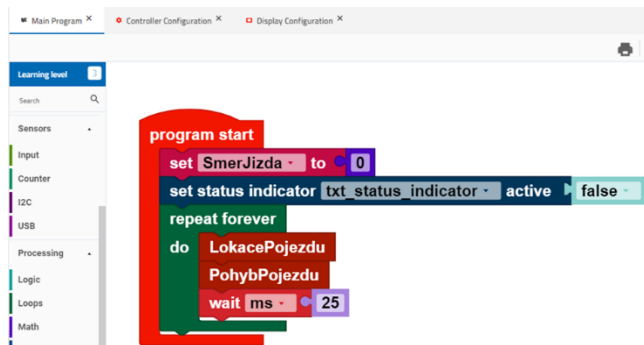 Main Program ×
Controller Configuration ×
Display Configuration ×
Learning level 3
Search
Sensors
Input
Counter
I2C
USB
Processing
Logic
Loops
Math
program start
set SmerJizda to 0
set status indicator txt_status_indicator active false
repeat forever
do LokacePojezdu
PohybPojezdu
wait ms 25